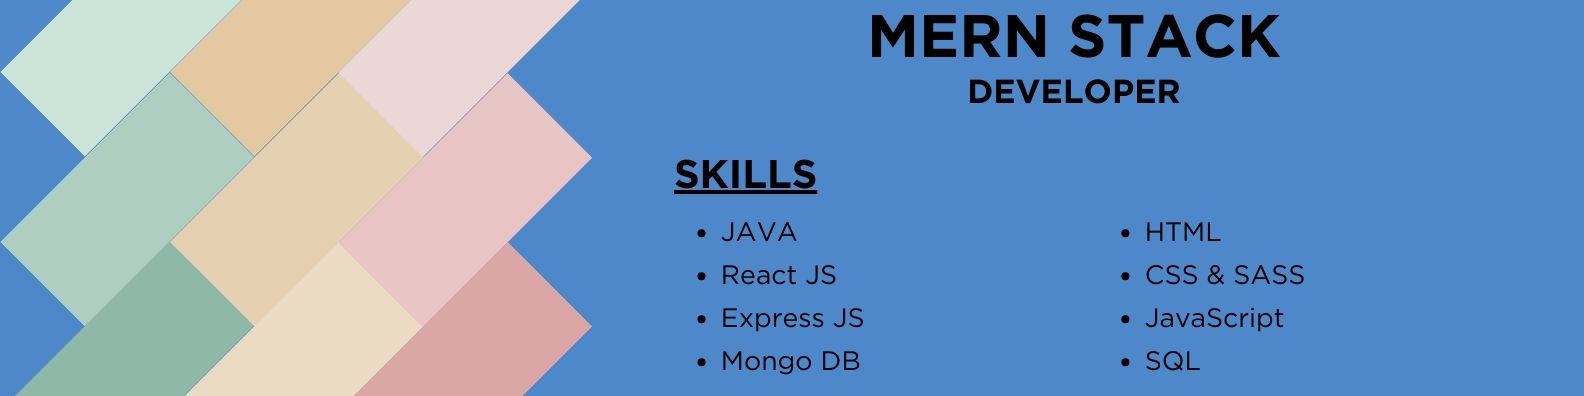 MERN STACK
DEVELOPER
SKILLS
• JAVA
• React JS
• Express JS
• Mongo DB
• HTML
• CSS & SASS
• JavaScript
• SQL